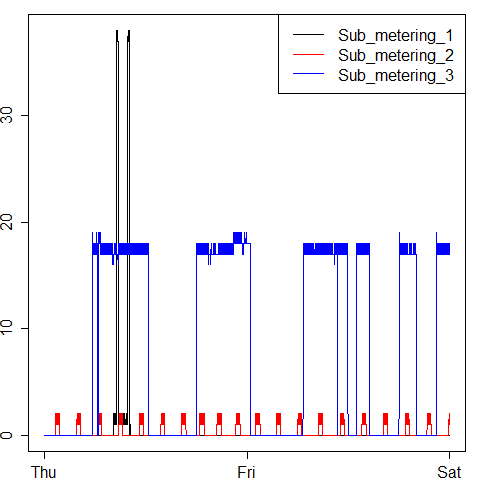 Sub_metering_1
Sub_metering_2
Sub_metering_3
30
20
10
0
Thu Fri Sat